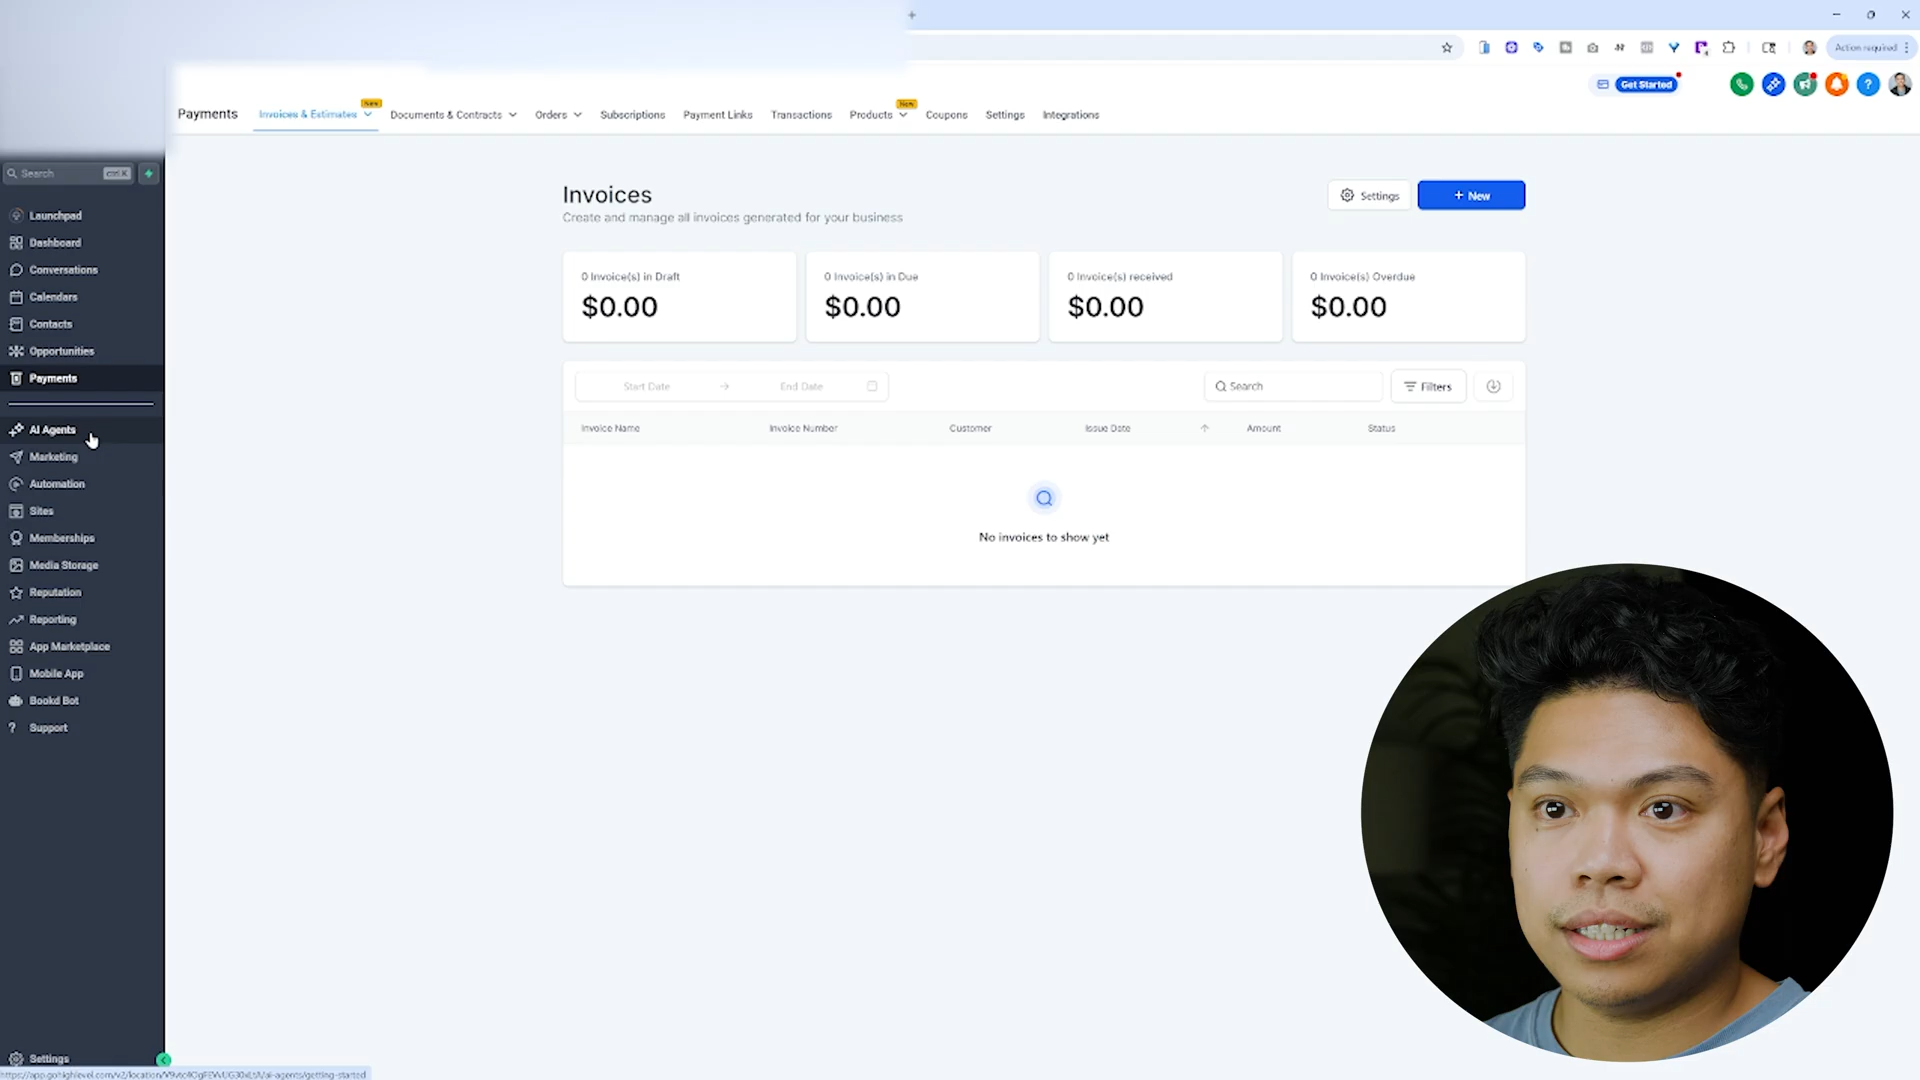 Action required
Get Started
Payments
Invoices & Estimates
New
Documents & Contracts
Orders
Subscriptions
Payment Links
Transactions
Products
New
Coupons
Settings
Integrations
Search
ctrl K
Launchpad
Dashboard
Conversations
Calendars
Contacts
Opportunities
Payments
AI Agents
Marketing
Automation
Sites
Memberships
Media Storage
Reputation
Reporting
App Marketplace
Mobile App
Bookd Bot
? Support
Settings
Invoices
Create and manage all invoices generated for your business
Settings
+ New
0 Invoice(s) in Draft
$0.00
0 Invoice(s) in Due
$0.00
0 Invoice(s) received
$0.00
0 Invoice(s) Overdue
$0.00
Start Date
End Date
Search
Filters
Invoice Name
Invoice Number
Customer
Issue Date
Amount
Status
No invoices to show yet